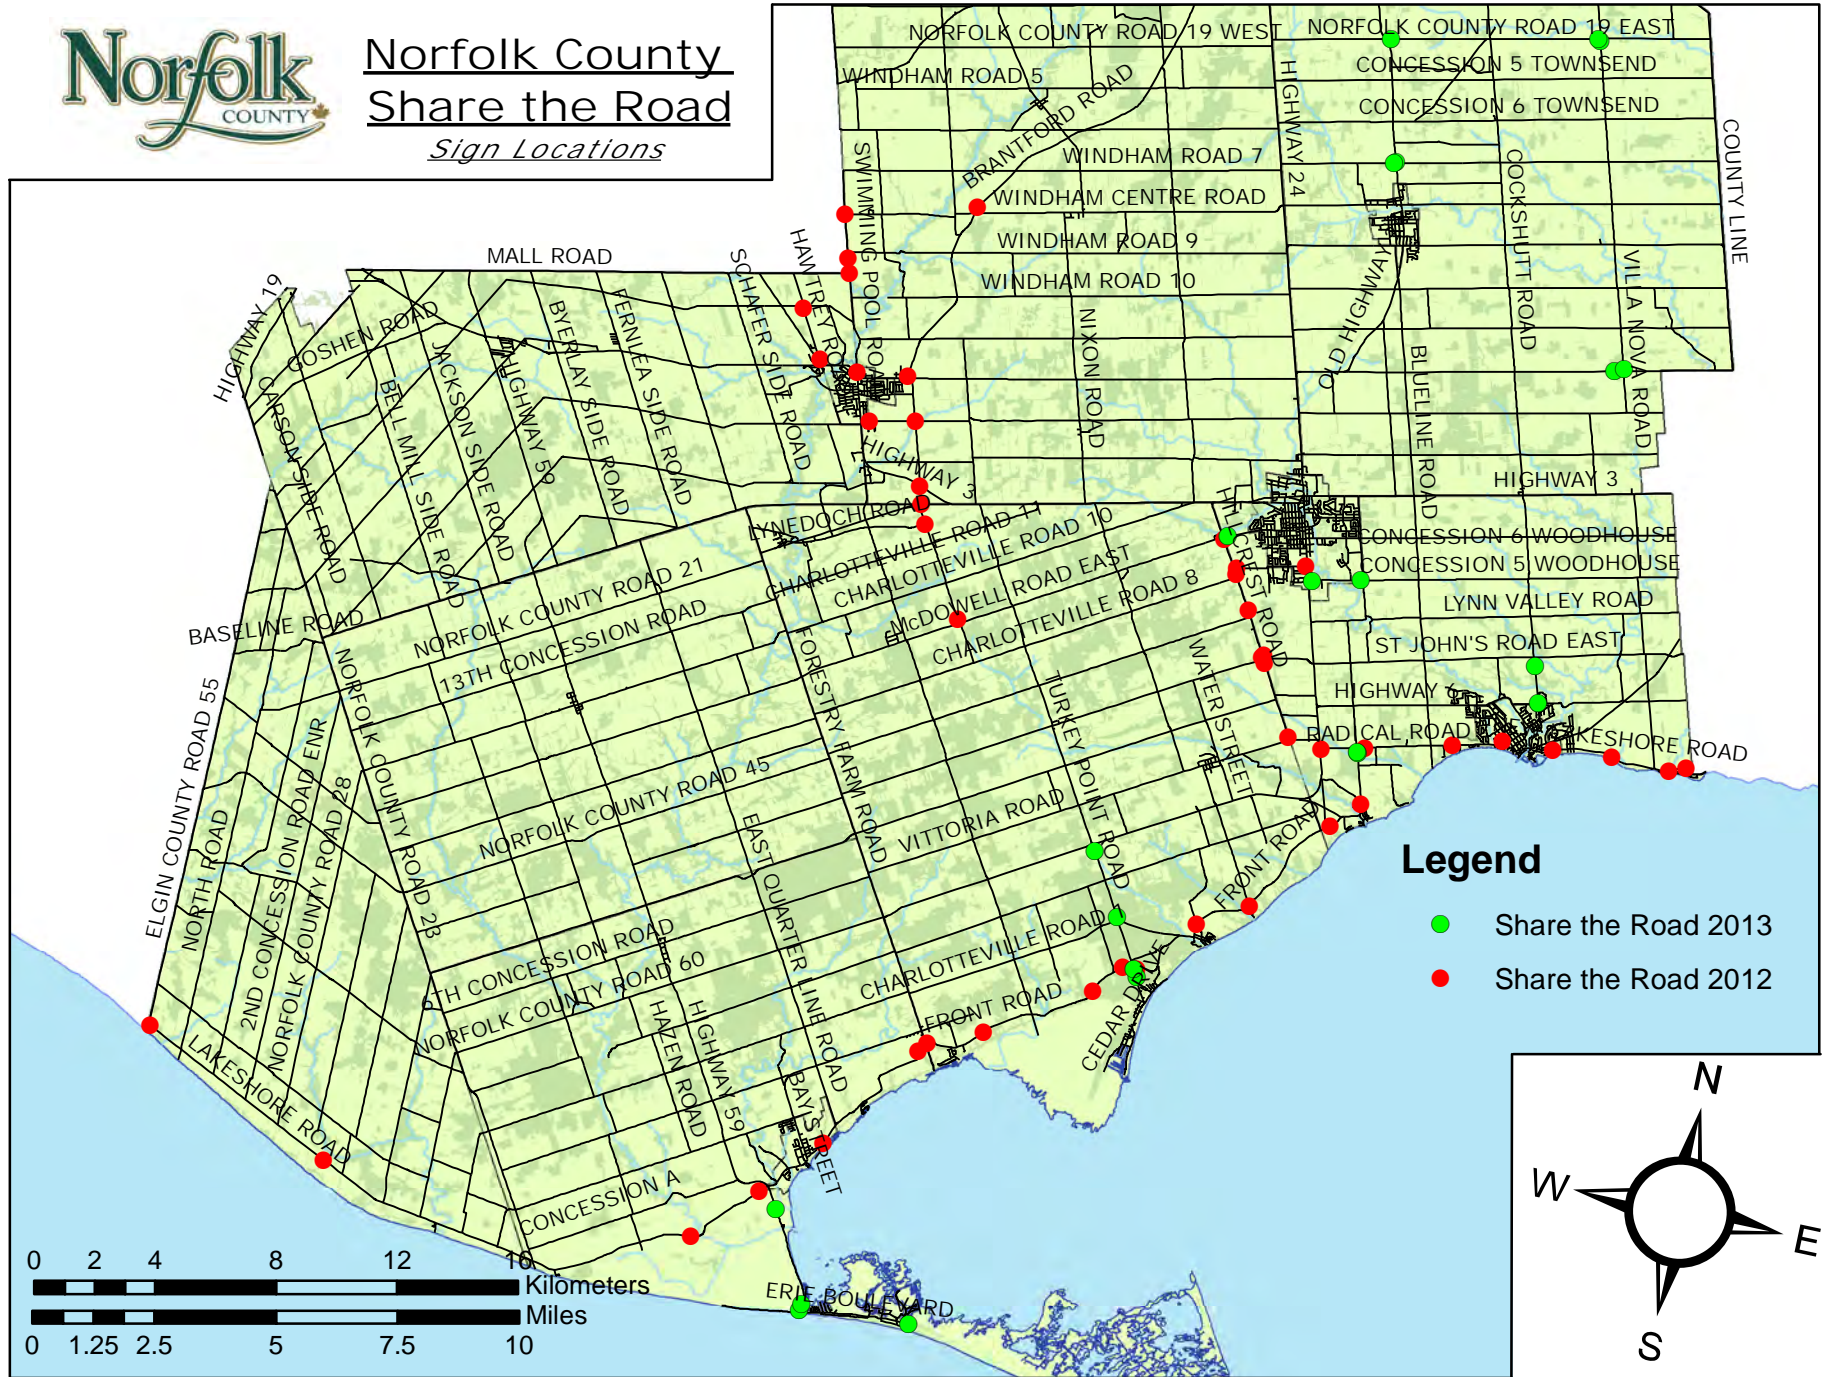 Norfolk
COUNTY
Norfolk County
Share the Road
Sign Locations
NORFOLK COUNTY ROAD 19 WEST
NORFOLK COUNTY ROAD 19 EAST
WINDHAM ROAD 5
CONCESSION 5 TOWNSEND
BRANTFORD ROAD
HIGHWAY 24
CONCESSION 6 TOWNSEND
COUNTY LINE
SWIMMING POOL ROAD
WINDHAM ROAD 7
COCKSHUTT ROAD
WINDHAM CENTRE ROAD
WINDHAM ROAD 9
WINDHAM ROAD 10
MALL ROAD
HAWTREY ROAD
SCHAFER SIDE ROAD
OLD HIGHWAY
VILLA NOVA ROAD
HIGHWAY 19
GOSHEN ROAD
FERNLEA SIDE ROAD
BYERLAY SIDE ROAD
NIXON ROAD
JACKSON SIDE ROAD
HIGHWAY 59
BLUELINE ROAD
CARSON SIDE ROAD
BELL MILL SIDE ROAD
HIGHWAY 3
HIGHWAY 3
LYNEDOCH ROAD
CHARLOTTEVILLE ROAD 11
CHARLOTTEVILLE ROAD 10
CONCESSION 6 WOODHOUSE
CONCESSION 5 WOODHOUSE
McDOWELL ROAD EAST
CHARLOTTEVILLE ROAD 8
LYNN VALLEY ROAD
NORFOLK COUNTY ROAD 21
BASELINE ROAD
13TH CONCESSION ROAD
ST JOHN'S ROAD EAST
FORESTRY FARM ROAD
WATER STREET
TURKEY POINT ROAD
HIGHWAY 6
RADICAL ROAD
NORFOLK COUNTY ROAD 23
ELGIN COUNTY ROAD 55
2ND CONCESSION ROAD ENR
NORFOLK COUNTY ROAD 28
NORTH ROAD
NORFOLK COUNTY ROAD 45
EAST QUARTER LINE ROAD
VITTORIA ROAD
FRONT ROAD
Legend
Share the Road 2013
Share the Road 2012
6TH CONCESSION ROAD
NORFOLK COUNTY ROAD 60
CEDAR DRIVE
FRONT ROAD
LAKESHORE ROAD
HAZEN ROAD
HIGHWAY 59
BAY STREET
CONCESSION A
ERIE BOULEVARD
0 2 4 8 12 16
Kilometers
Miles
0 1.25 2.5 5 7.5 10
N
W
E
S